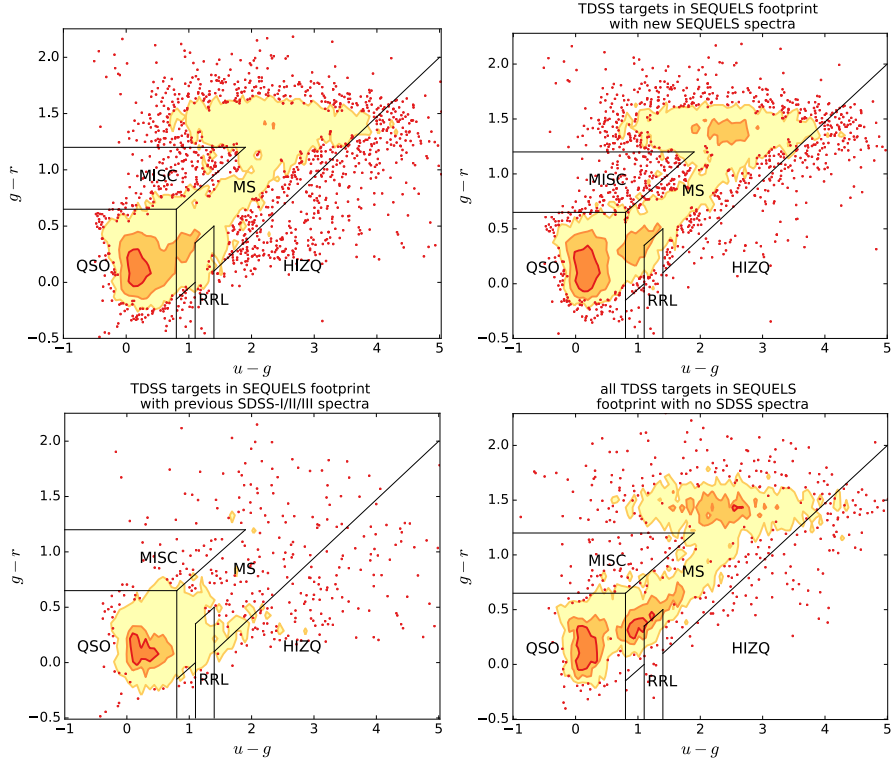 2.0
1.5
1.0
0.5
0.0
−0.5
g − r
−1
0
1
2
3
4
5
u − g
MISC
MS
QSO
HIZQ
RRL
TDSS targets in SEQUELS footprint
with new SEQUELS spectra
2.0
1.5
1.0
0.5
0.0
−0.5
g − r
−1
0
1
2
3
4
5
u − g
MISC
MS
QSO
HIZQ
RRL
TDSS targets in SEQUELS footprint
with previous SDSS-I/II/III spectra
2.0
1.5
1.0
0.5
0.0
−0.5
g − r
−1
0
1
2
3
4
5
u − g
MISC
MS
QSO
HIZQ
RRL
all TDSS targets in SEQUELS
footprint with no SDSS spectra
2.0
1.5
1.0
0.5
0.0
−0.5
g − r
−1
0
1
2
3
4
5
u − g
MISC
MS
QSO
HIZQ
RRL